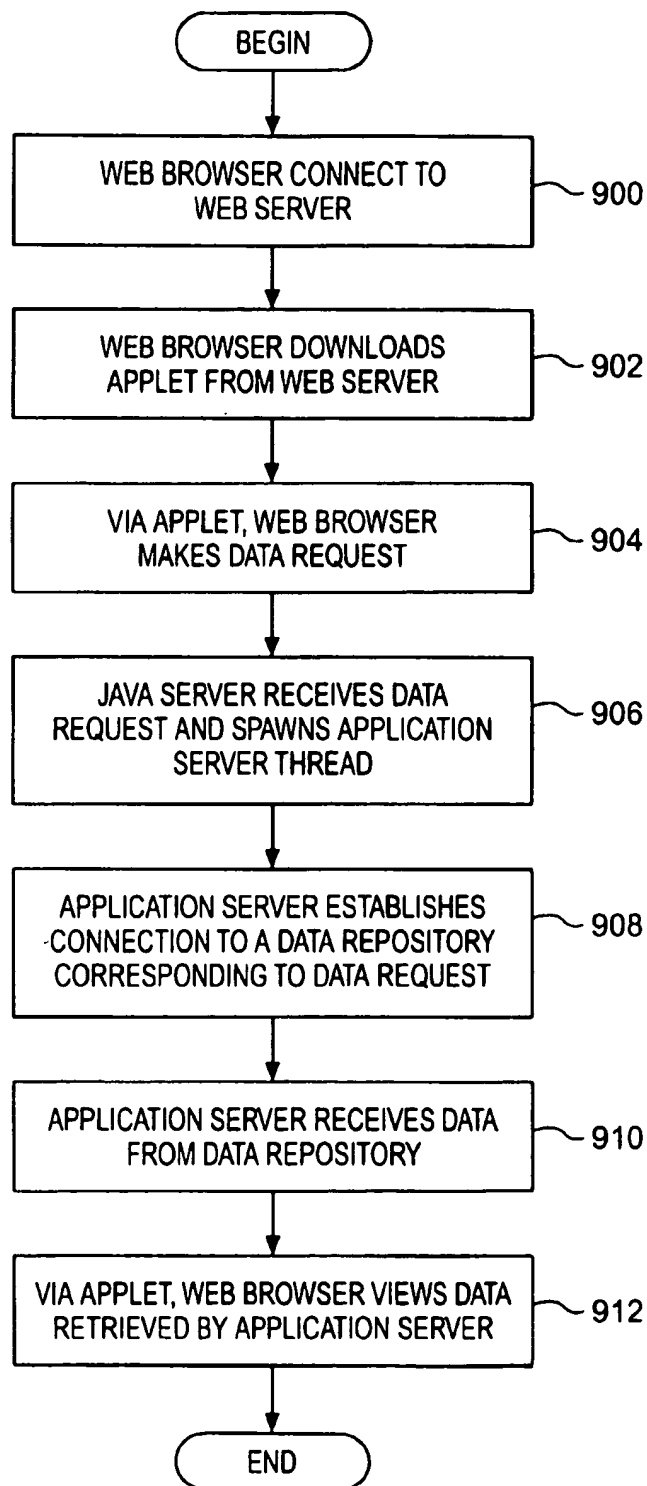 BEGIN
WEB BROWSER CONNECT TO
WEB SERVER
900
WEB BROWSER DOWNLOADS
APPLET FROM WEB SERVER
902
VIA APPLET, WEB BROWSER
MAKES DATA REQUEST
904
JAVA SERVER RECEIVES DATA
REQUEST AND SPAWNS APPLICATION
SERVER THREAD
906
APPLICATION SERVER ESTABLISHES
CONNECTION TO A DATA REPOSITORY
CORRESPONDING TO DATA REQUEST
908
APPLICATION SERVER RECEIVES DATA
FROM DATA REPOSITORY
910
VIA APPLET, WEB BROWSER VIEWS DATA
RETRIEVED BY APPLICATION SERVER
912
END